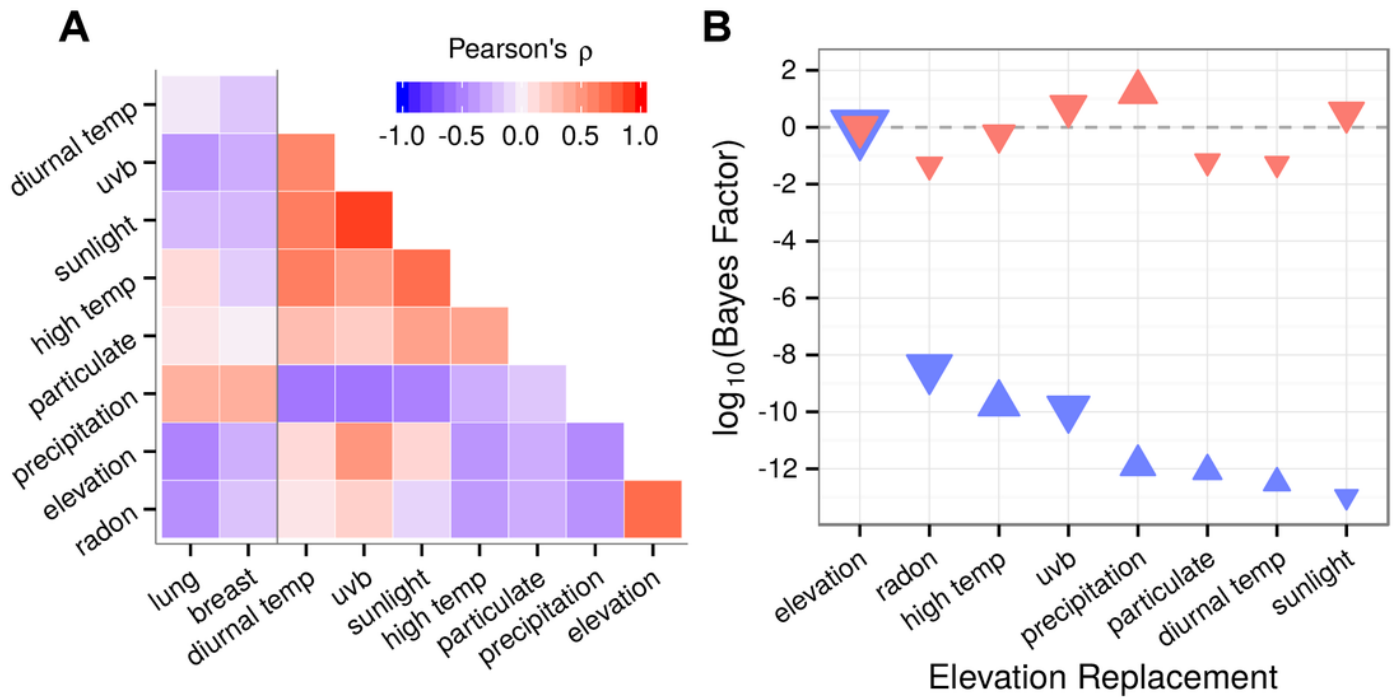 A
Pearson's ρ
-1.0 -0.5 0.0 0.5 1.0
diurnal temp
uvb
sunlight
high temp
particulate
precipitation
elevation
radon
lung
breast
diurnal temp
uvb
sunlight
high temp
particulate
precipitation
elevation
B
log10(Bayes Factor)
2
0
-2
-4
-6
-8
-10
-12
elevation
radon
high temp
uvb
precipitation
particulate
diurnal temp
sunlight
Elevation Replacement